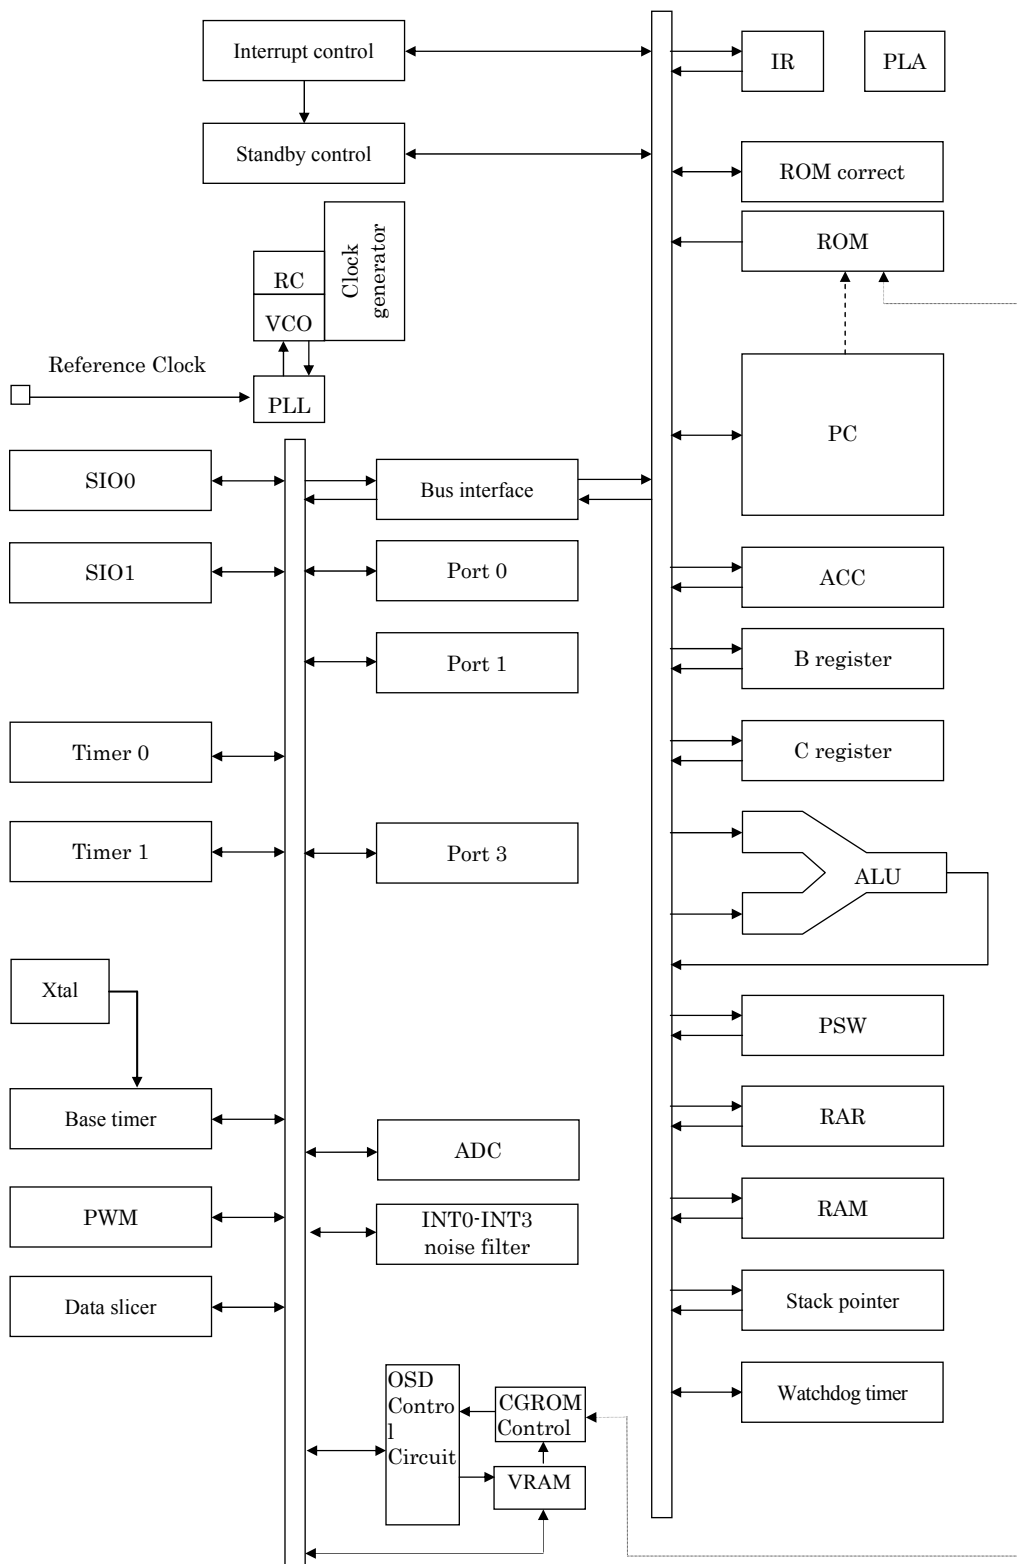 Interrupt control
IR
PLA
Standby control
ROM correct
ROM
Clock
generator
RC
VCO
Reference Clock
PLL
PC
SIO0
Bus interface
SIO1
Port 0
ACC
Port 1
B register
Timer 0
C register
Timer 1
Port 3
ALU
Xtal
PSW
Base timer
RAR
ADC
PWM
INT0-INT3
noise filter
RAM
Data slicer
Stack pointer
OSD
Contro
l
Circuit
CGROM
Control
Watchdog timer
VRAM